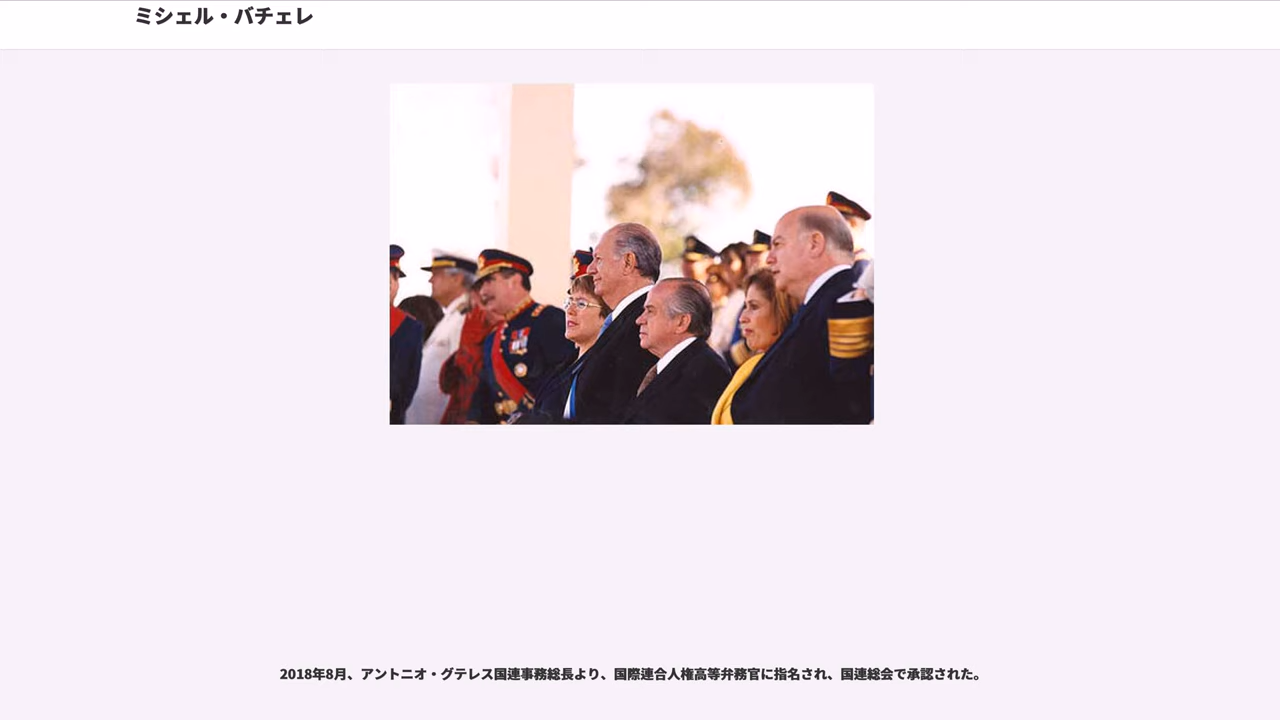 ミシェル・バチェレ
2018年8月、アントニオ・グテレス国連事務総長より、国際連合人権高等弁務官に指名され、国連総会で承認された。